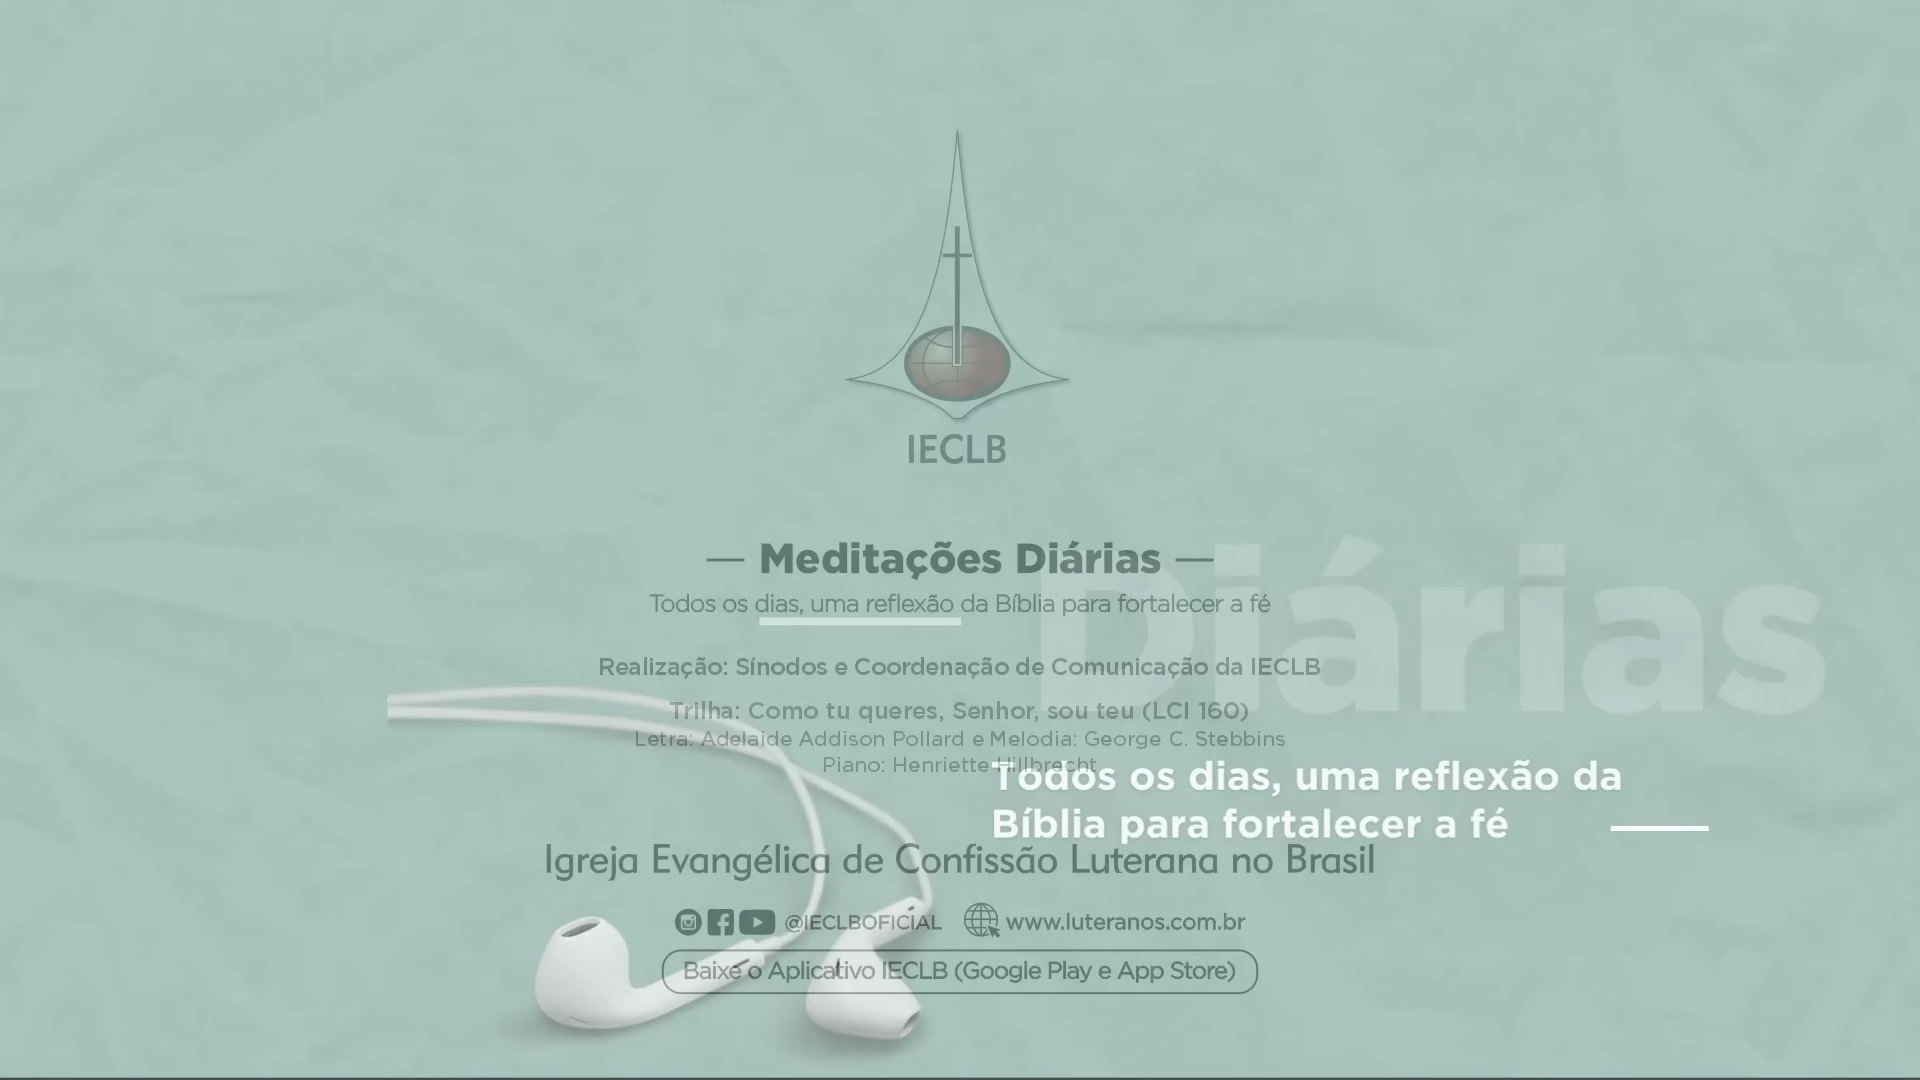 IECLB
— Meditações Diárias —
Todos os dias, uma reflexão da Bíblia para fortalecer a fé
Diárias
Realização: Sínodos e Coordenação de Comunicação da IECLB
Trilha: Como tu queres, Senhor, sou teu (LCI 160)
Letra: Adelaide Addison Pollard e Melodia: George C. Stebbins
Piano: Henriette Hillbrecht
Todos os dias, uma reflexão da
Bíblia para fortalecer a fé
Igreja Evangélica de Confissão Luterana no Brasil
@IECLBOFICIAL www.luteranos.com.br
Baixe o Aplicativo IECLB (Google Play e App Store)